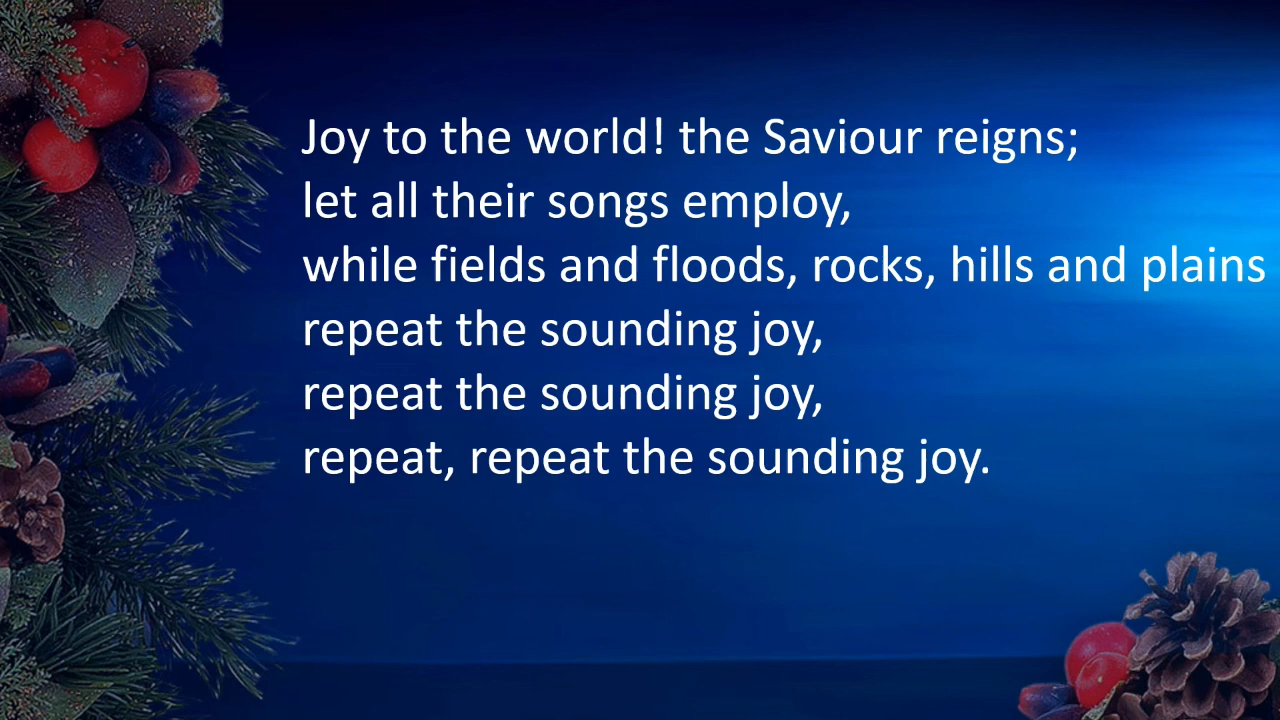 Joy to the world! the Saviour reigns;
let all their songs employ,
while fields and floods, rocks, hills and plains
repeat the sounding joy,
repeat the sounding joy,
repeat, repeat the sounding joy.